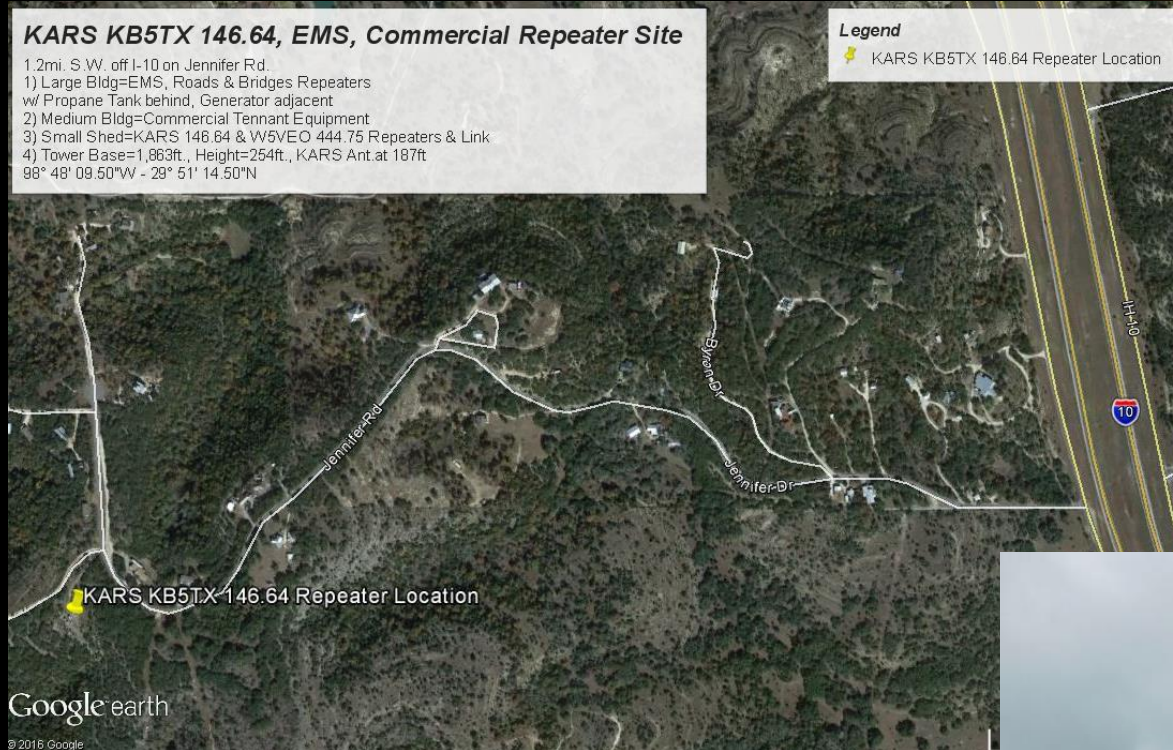 KARS KB5TX 146.64, EMS, Commercial Repeater Site
1.2mi. S.W. off I-10 on Jennifer Rd.
1) Large Bldg=EMS, Roads & Bridges Repeaters
w/ Propane Tank behind, Generator adjacent
2) Medium Bldg=Commercial Tennant Equipment
3) Small Shed=KARS 146.64 & W5VEO 444.75 Repeaters & Link
4) Tower Base=1,863ft., Height=254ft., KARS Ant.at 187ft
98° 48' 09.50"W - 29° 51' 14.50"N
Legend
KARS KB5TX 146.64 Repeater Location
IH-10
10
Byron Dr
Jennifer Rd
Jennifer Dr
KARS KB5TX 146.64 Repeater Location
Google earth
© 2016 Google